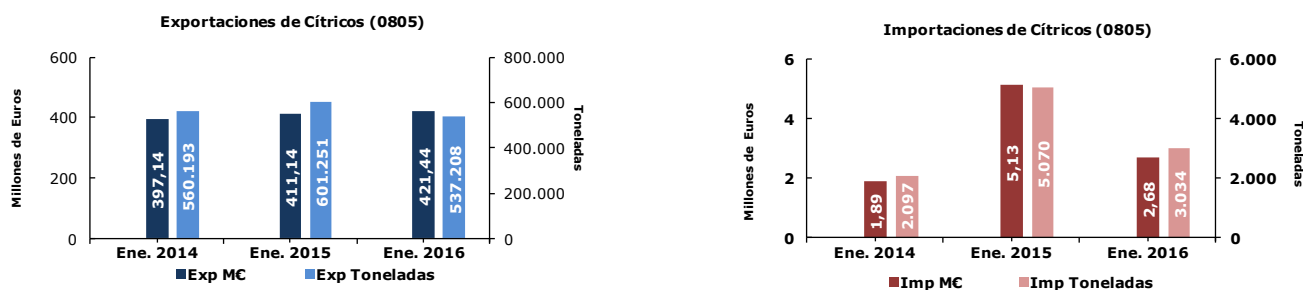 Exportaciones de Cítricos (0805)
Millones de Euros
600
400
200
0
397,14
560.193
411,14
601.251
421,44
537.208
800.000
600.000
400.000
200.000
0
Toneladas
Ene. 2014
Ene. 2015
Ene. 2016
Exp M€
Exp Toneladas
Importaciones de Cítricos (0805)
Millones de Euros
6
4
2
0
1,89
2.097
5,13
5.070
2,68
3.034
6.000
4.000
2.000
0
Toneladas
Ene. 2014
Ene. 2015
Ene. 2016
Imp M€
Imp Toneladas